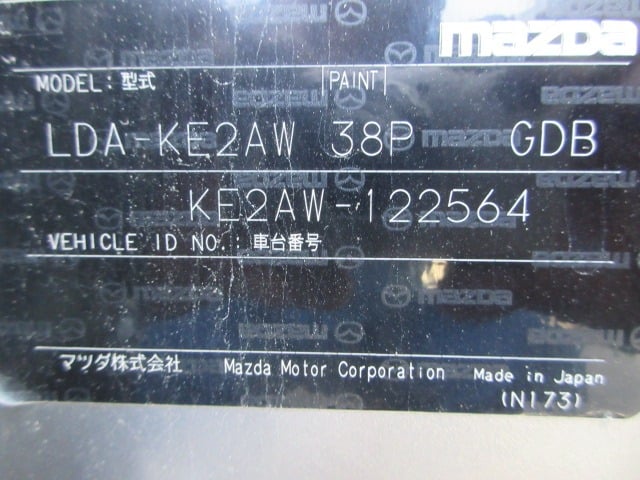 mazda
MODEL : 型式 PAINT
LDA-KE2AW 38P GDB
KE2AW-122564
VEHICLE ID NO. : 車台番号
マツダ株式会社 Mazda Motor Corporation Made in Japan
(N173)